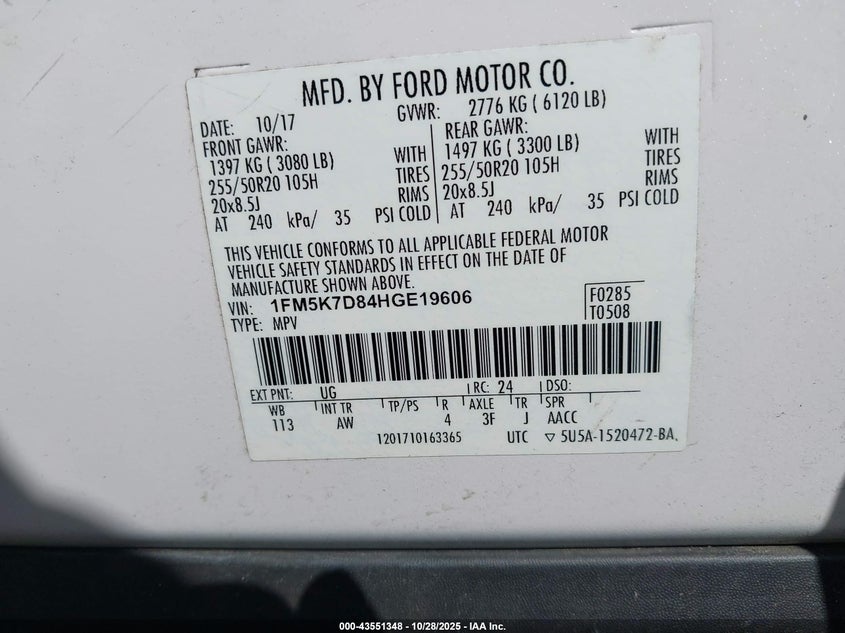 MFD. BY FORD MOTOR CO.
DATE: 10/17 GVWR: 2776 KG ( 6120 LB)
FRONT GAWR: REAR GAWR:
1397 KG ( 3080 LB) WITH 1497 KG ( 3300 LB) WITH
255/50R20 105H TIRES 255/50R20 105H TIRES
20x8.5J RIMS 20x8.5J RIMS
AT 240 kPa/ 35 PSI COLD AT 240 kPa/ 35 PSI COLD
THIS VEHICLE CONFORMS TO ALL APPLICABLE FEDERAL MOTOR
VEHICLE SAFETY STANDARDS IN EFFECT ON THE DATE OF
MANUFACTURE SHOWN ABOVE.
VIN: 1FM5K7D84HGE19606 F0285
TYPE: MPV T0508
EXT PNT: UG RC: 24 DSO:
WB INT TR TP/PS R AXLE TR SPR
113 AW 4 3F J AACC
1201710163365 UTC ▽ 5U5A-1520472-BA
000-43551348 | 10/28/2025 | IAA Inc.